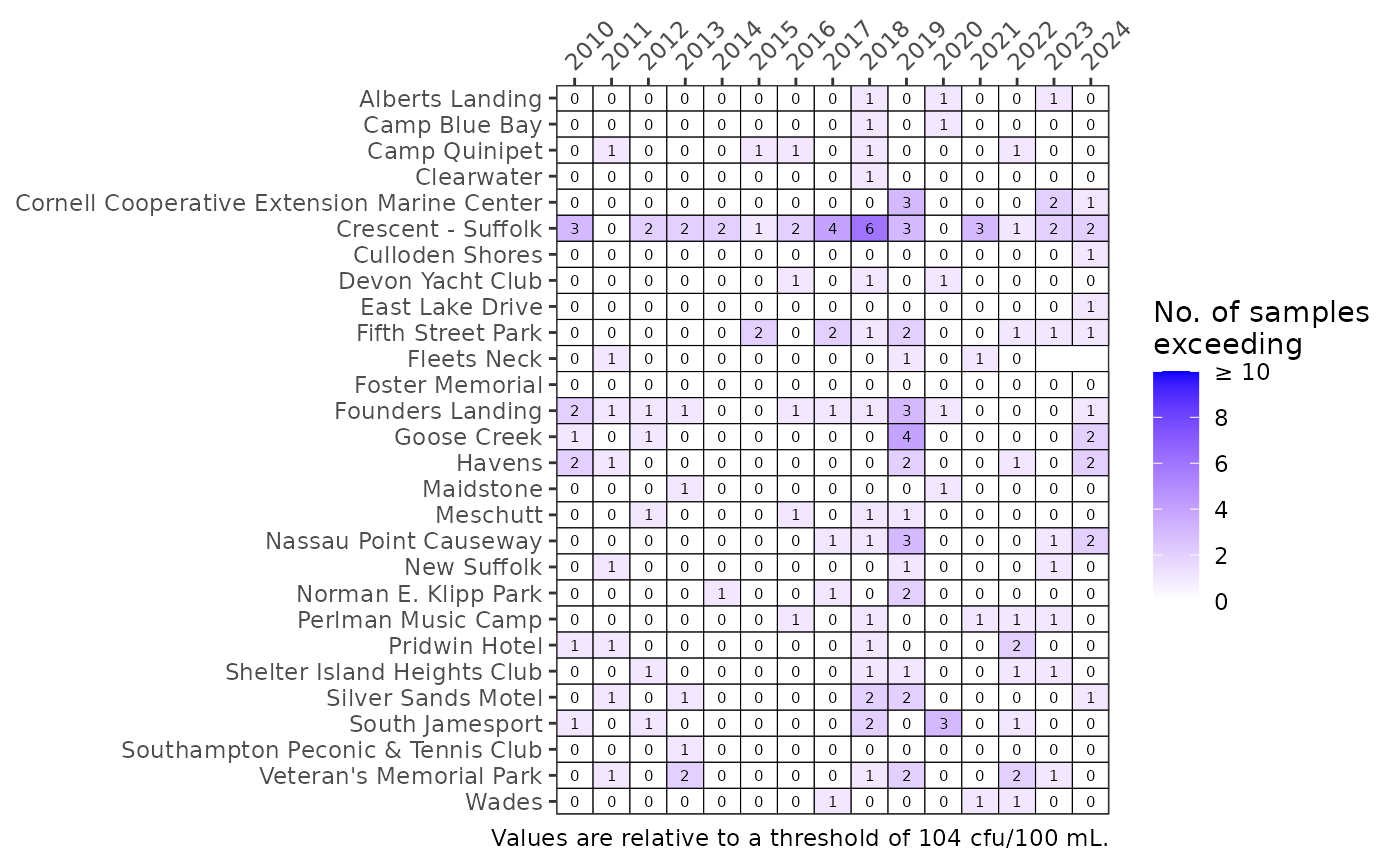 2010 2011 2012 2013 2014 2015 2016 2017 2018 2019 2020 2021 2022 2023 2024
Alberts Landing 0 0 0 0 0 0 0 0 1 0 1 0 0 1 0
Camp Blue Bay 0 0 0 0 0 0 0 0 1 0 1 0 0 0 0
Camp Quinipet 0 1 0 0 0 1 1 0 1 0 0 0 1 0 0
Clearwater 0 0 0 0 0 0 0 0 1 0 0 0 0 0 0
Cornell Cooperative Extension Marine Center 0 0 0 0 0 0 0 0 0 3 0 0 0 2 1
Crescent - Suffolk 3 0 2 2 2 1 2 4 6 3 0 3 1 2 2
Culloden Shores 0 0 0 0 0 0 0 0 0 0 0 0 0 0 1
Devon Yacht Club 0 0 0 0 0 0 1 0 1 0 1 0 0 0 0
East Lake Drive 0 0 0 0 0 0 0 0 0 0 0 0 0 0 1
Fifth Street Park 0 0 0 0 0 2 0 2 1 2 0 0 1 1 1
Fleets Neck 0 1 0 0 0 0 0 0 0 1 0 1 0
Foster Memorial 0 0 0 0 0 0 0 0 0 0 0 0 0 0 0
Founders Landing 2 1 1 1 0 0 1 1 1 3 1 0 0 0 1
Goose Creek 1 0 1 0 0 0 0 0 0 4 0 0 0 0 2
Havens 2 1 0 0 0 0 0 0 0 2 0 0 1 0 2
Maidstone 0 0 0 1 0 0 0 0 0 0 1 0 0 0 0
Meschutt 0 0 1 0 0 0 1 0 1 1 0 0 0 0 0
Nassau Point Causeway 0 0 0 0 0 0 0 1 1 3 0 0 0 1 2
New Suffolk 0 1 0 0 0 0 0 0 0 1 0 0 0 1 0
Norman E. Klipp Park 0 0 0 0 1 0 0 1 0 2 0 0 0 0 0
Perlman Music Camp 0 0 0 0 0 0 1 0 1 0 0 1 1 1 0
Pridwin Hotel 1 1 0 0 0 0 0 0 1 0 0 0 2 0 0
Shelter Island Heights Club 0 0 1 0 0 0 0 0 1 1 0 0 1 1 0
Silver Sands Motel 0 1 0 1 0 0 0 0 2 2 0 0 0 0 1
South Jamesport 1 0 1 0 0 0 0 0 2 0 3 0 1 0 0
Southampton Peconic & Tennis Club 0 0 0 1 0 0 0 0 0 0 0 0 0 0 0
Veteran's Memorial Park 0 1 0 2 0 0 0 0 1 2 0 0 2 1 0
Wades 0 0 0 0 0 0 0 1 0 0 0 1 1 0 0
Values are relative to a threshold of 104 cfu/100 mL.
No. of samples
exceeding
≥ 10
8
6
4
2
0